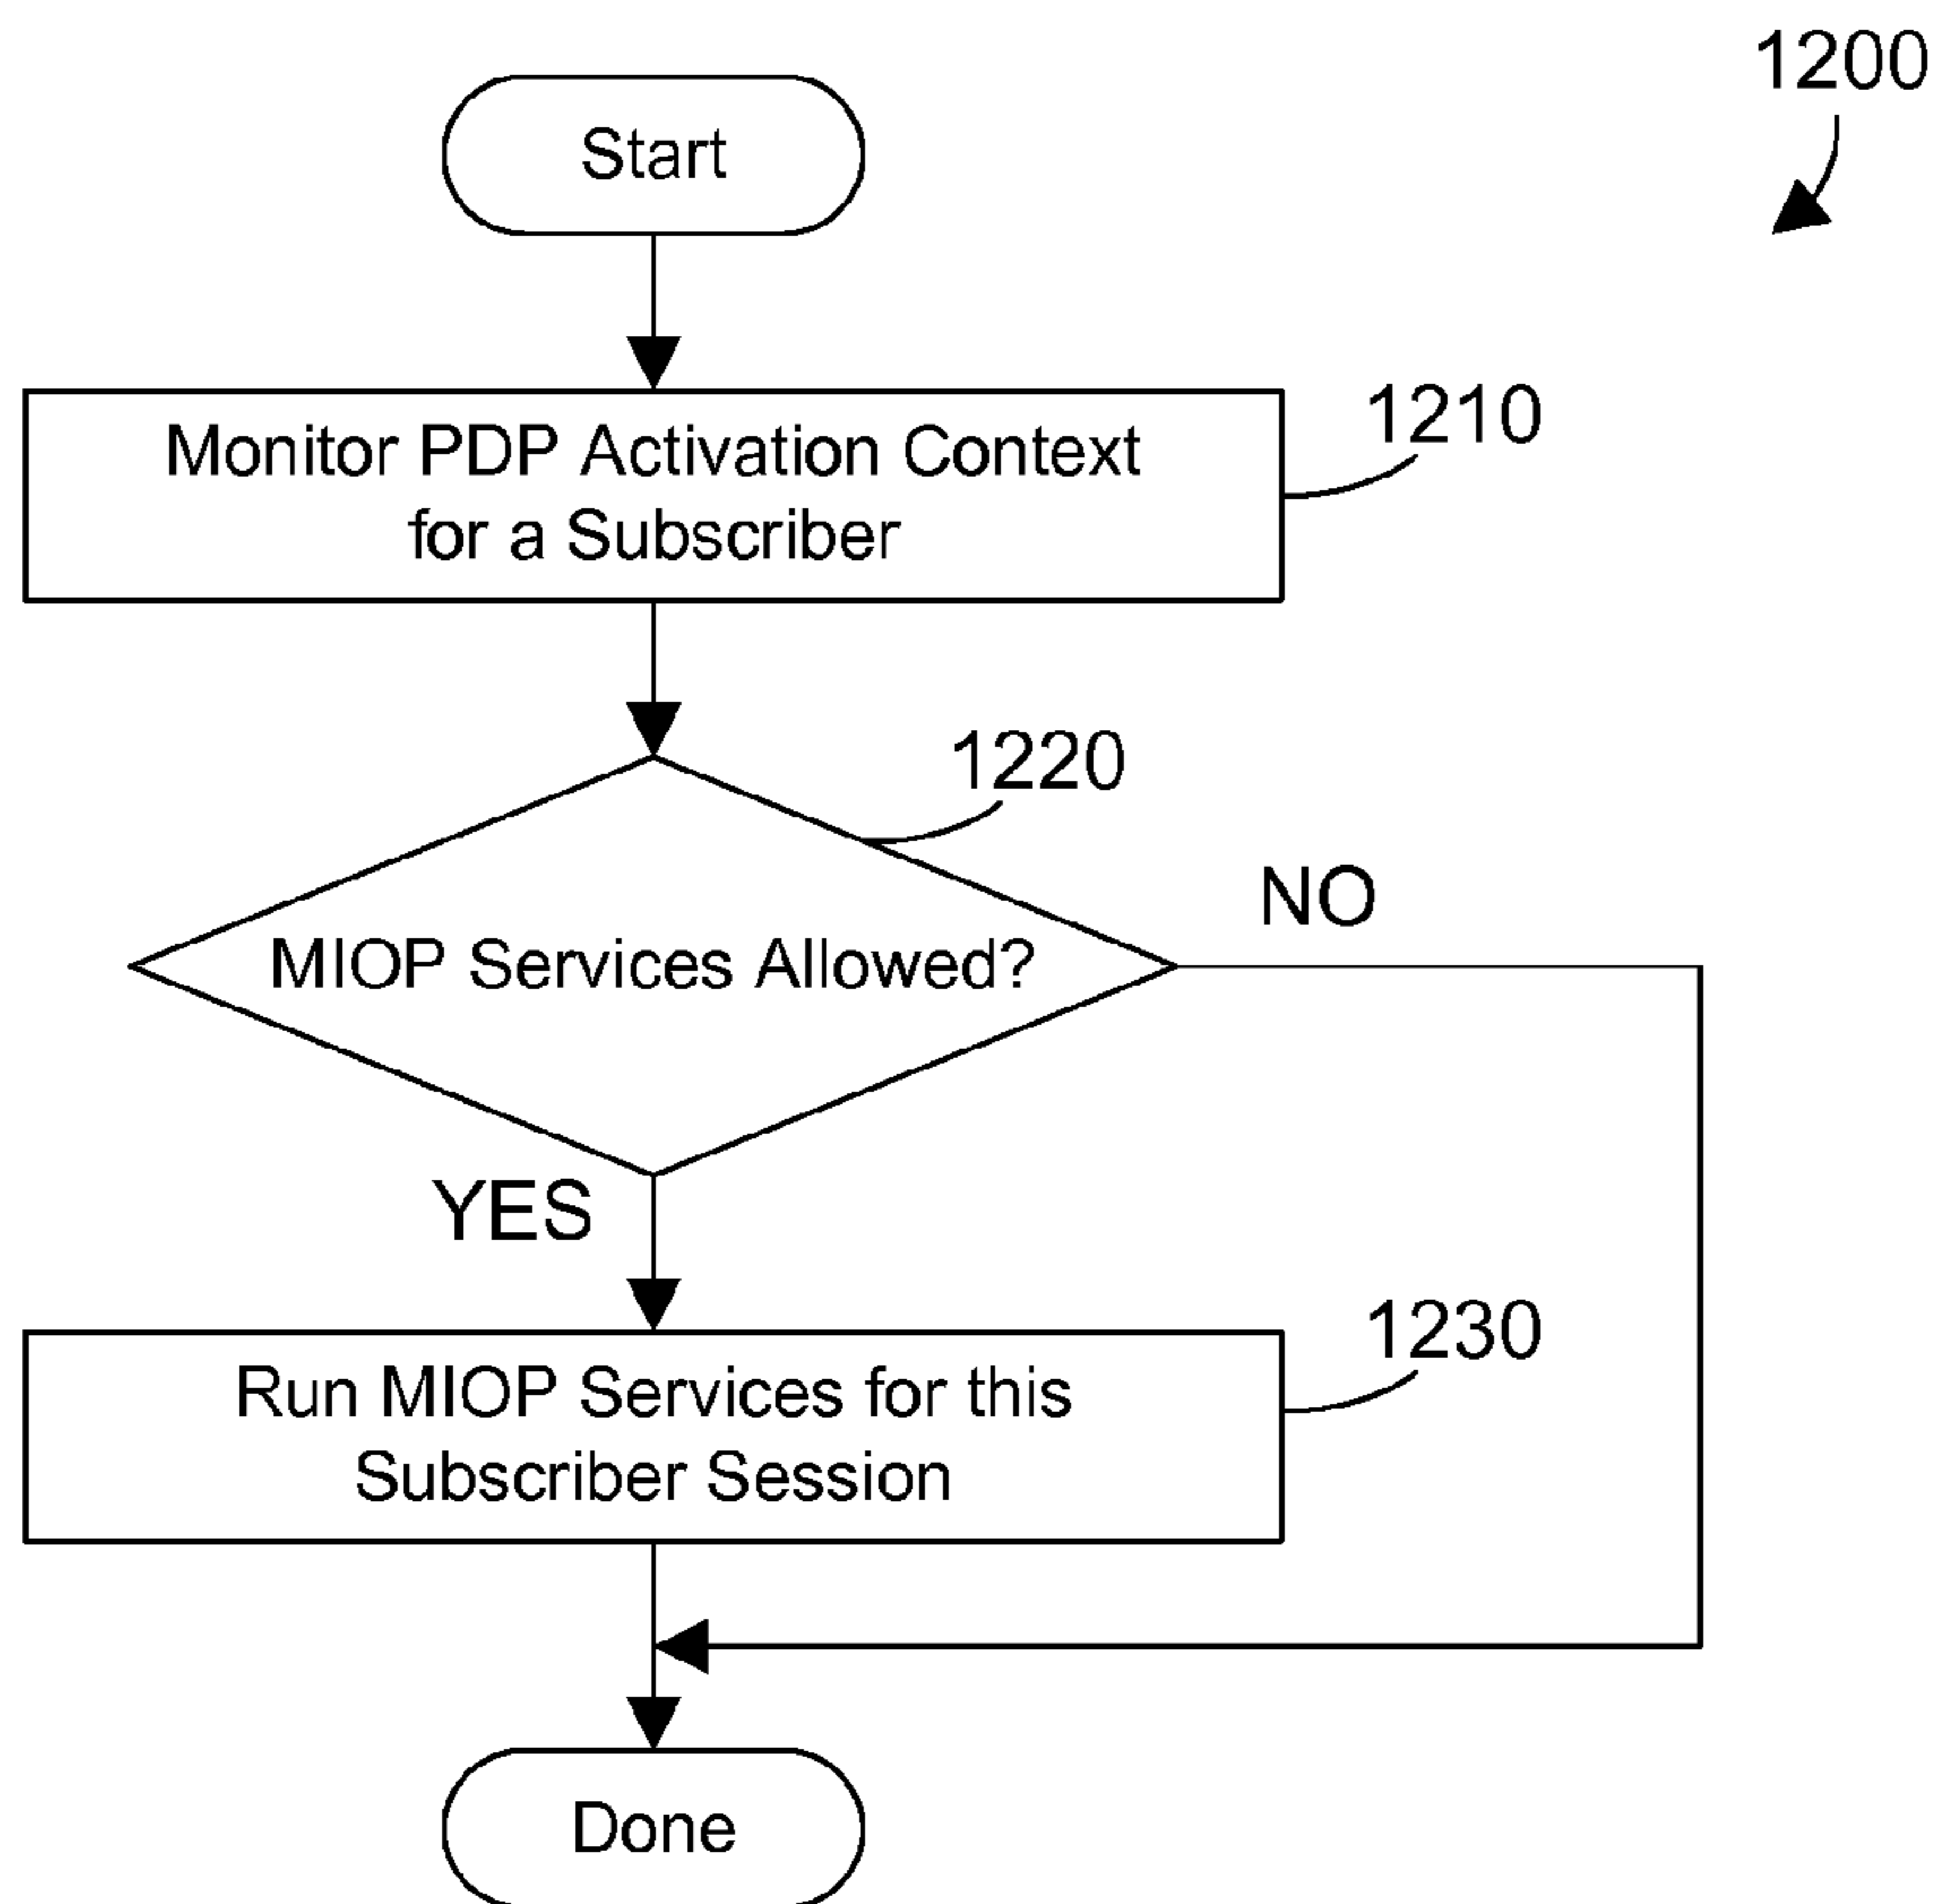 1200
Start
Monitor PDP Activation Context
for a Subscriber
1210
1220
MIOP Services Allowed?
NO
YES
Run MIOP Services for this
Subscriber Session
1230
Done